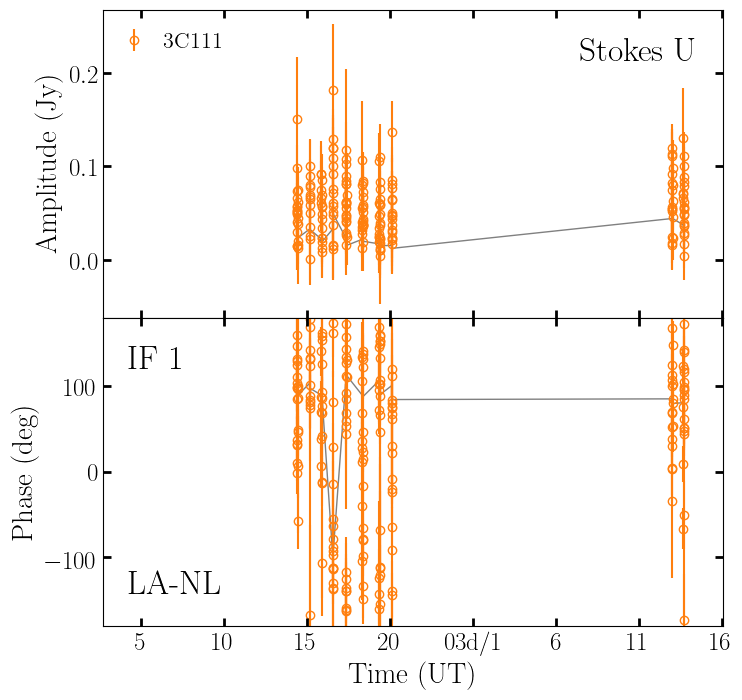 3C111
Stokes U
0.2
0.1
0.0
Amplitude (Jy)
IF 1
100
0
−100
Phase (deg)
LA-NL
5 10 15 20 03d/1 6 11 16
Time (UT)